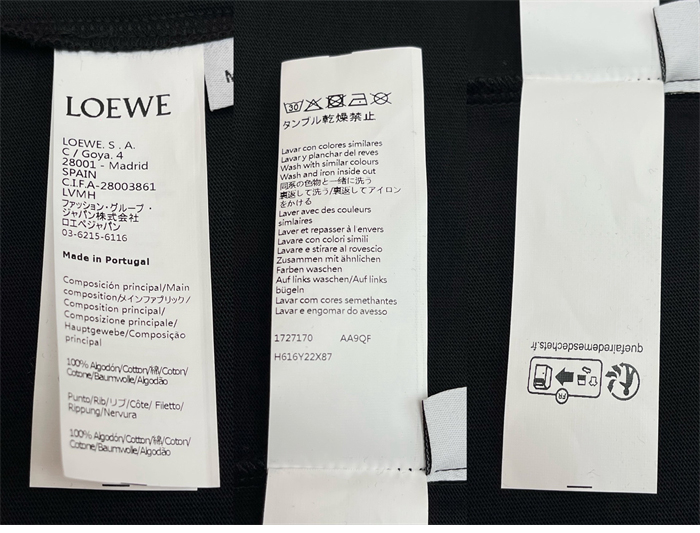 LOEWE
LOEWE. S . A.
C / Goya. 4
28001 - Madrid
SPAIN
C.I.F.A-28003861
LVMH
ファッション・グループ・
ジャパン株式会社
ロエベジャパン
03-6215-6116
Made in Portugal
Composición principal/Main
composition/メインファブリック/
Composition principal/
Composizione principale/
Hauptgewebe/Composição
principal
100% Algodón/Cotton/綿/Coton/
Cotone/Baumwolle/Algodão
Punto/Rib/リブ/Côte/ Filetto/
Rippung/Nervura
100% Algodón/Cotton/綿/Coton/
Cotone/Baumwolle/Algodão
30
タンブル乾燥禁止
Lavar con colores similares
Lavar y planchar del reves
Wash with similar colours
Wash and iron inside out
同系の色物と一緒に洗う
裏返して洗う/裏返してアイロン
をかける
Laver avec des couleurs
simlaires
Laver et repasser à l'envers
Lavare con colori simili
Lavare e stirare al rovescio
Zusammen mit ähnlichen
Farben waschen
Auf links waschen/Auf links
bügeln
Lavar com cores semethantes
Lavar e engomar do avesso
1727170 AA9QF
H616Y22X87
quefairedemesdechets.fr
FR